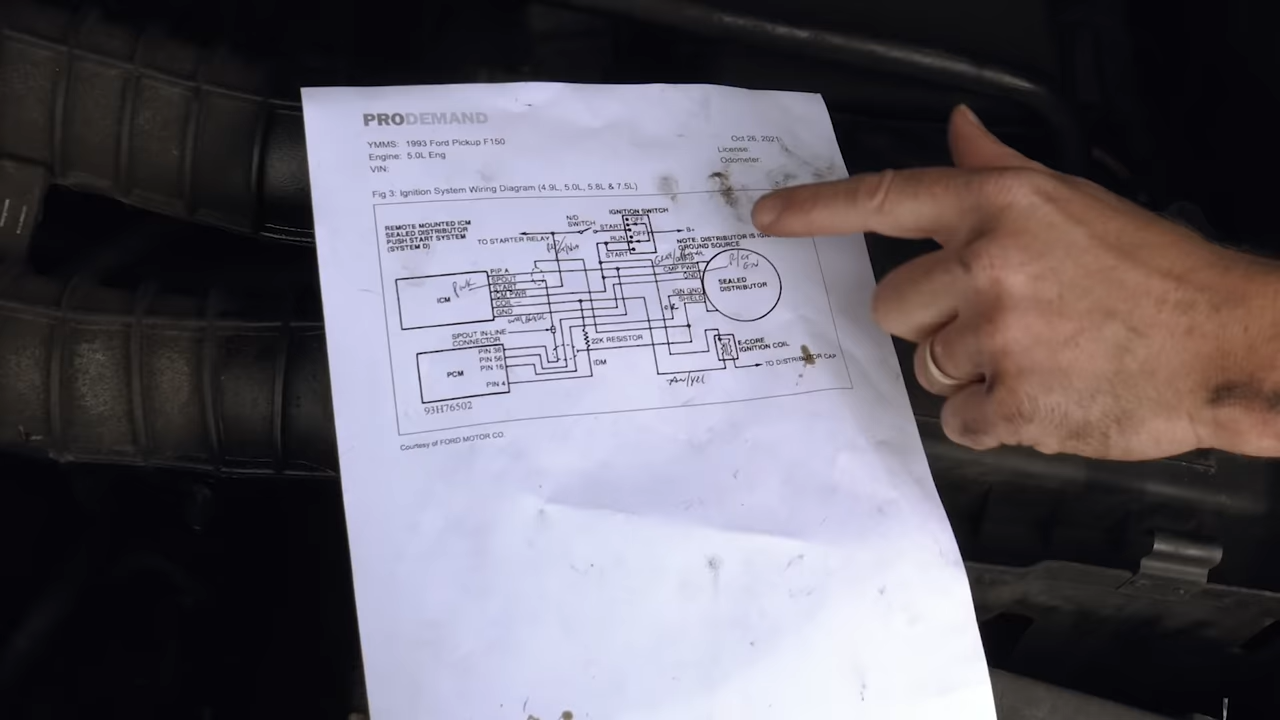 PRODEMAND
YMMS: 1993 Ford Pickup F150
Engine: 5.0L Eng
VIN:
Oct 26, 2021
License:
Odometer:
Fig 3: Ignition System Wiring Diagram (4.9L, 5.0L, 5.8L & 7.5L)
REMOTE MOUNTED ICM
SEALED DISTRIBUTOR
PUSH START SYSTEM
(SYSTEM D)
TO STARTER RELAY
N/D
SWITCH
IGNITION SWITCH
START
OFF
RUN
OFF
START
B+
NOTE: DISTRIBUTOR IS
GROUND SOURCE
ICM
PIP A
SPOUT
START
ICM PWR
COIL -
GND
PINK
CMP PWR
GND
IGN GND
SHIELD
SEALED
DISTRIBUTOR
SPOUT IN-LINE
CONNECTOR
22K RESISTOR
IDM
PCM
PIN 36
PIN 56
PIN 16
PIN 4
E-CORE
IGNITION COIL
TO DISTRIBUTOR CAP
TAN/YEL
93H76502
Courtesy of FORD MOTOR CO.